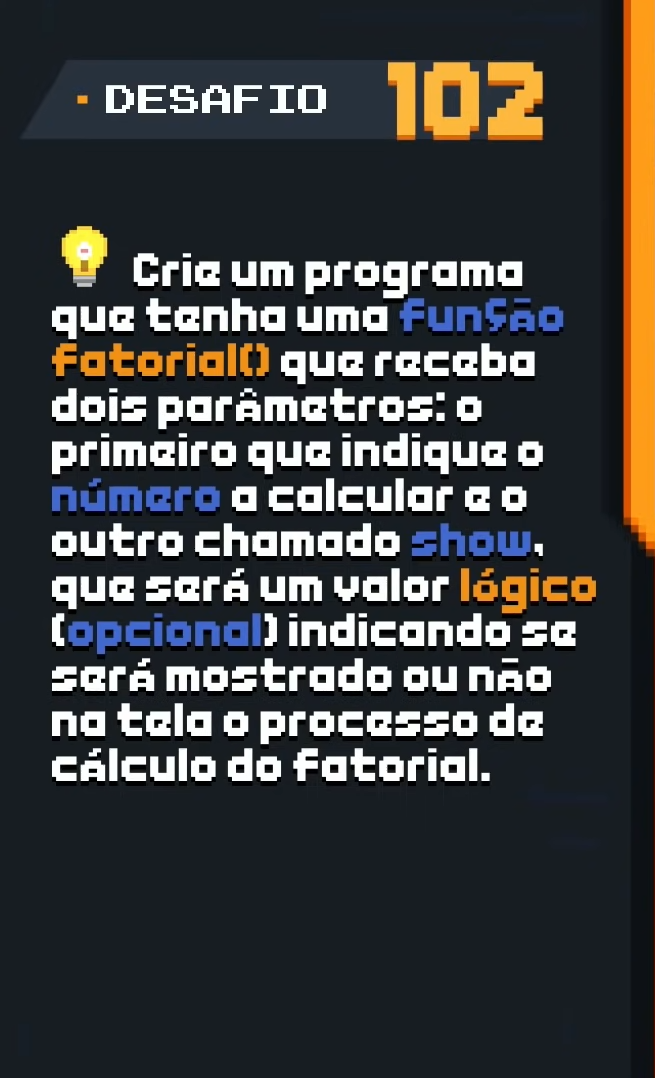 DESAFIO 102
Crie um programa
que tenha uma função
fatorial() que receba
dois parâmetros: o
primeiro que indique o
número a calcular e o
outro chamado show,
que será um valor lógico
(opcional) indicando se
será mostrado ou não
na tela o processo de
cálculo do fatorial.